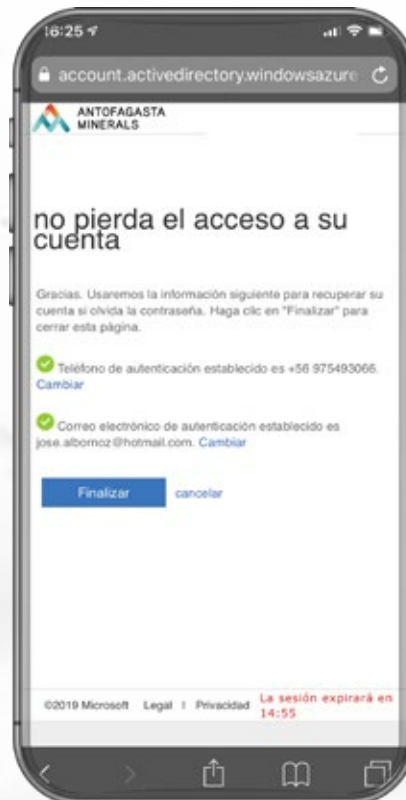 16:25
account.activedirectory.windowsazure
ANTOFAGASTA
MINERALS
no pierda el acceso a su
cuenta
Gracias. Usaremos la información siguiente para recuperar su
cuenta si olvida la contraseña. Haga clic en "Finalizar" para
cerrar esta página.
Teléfono de autenticación establecido es +56 975493066.
Cambiar
Correo electrónico de autenticación establecido es
jose.albornoz@hotmail.com. Cambiar
Finalizar cancelar
©2019 Microsoft Legal | Privacidad La sesión expirará en
14:55